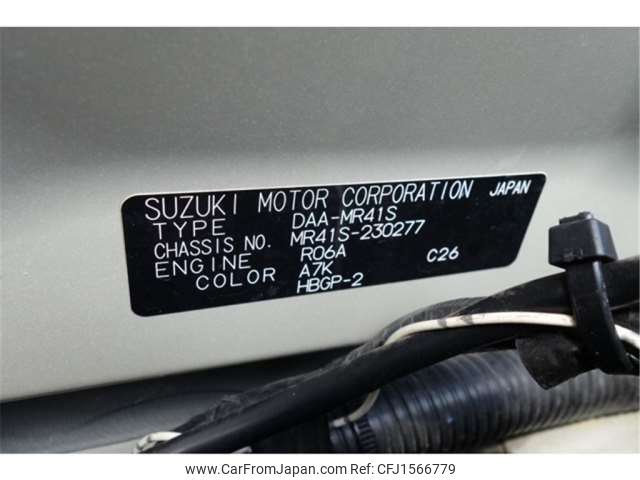 SUZUKI MOTOR CORPORATION JAPAN
TYPE DAA-MR41S
CHASSIS NO. MR41S-230277
ENGINE R06A C26
COLOR A7K
HBGP-2
© CarFromJapan | www.carfromjapan.com | CFJ1566779